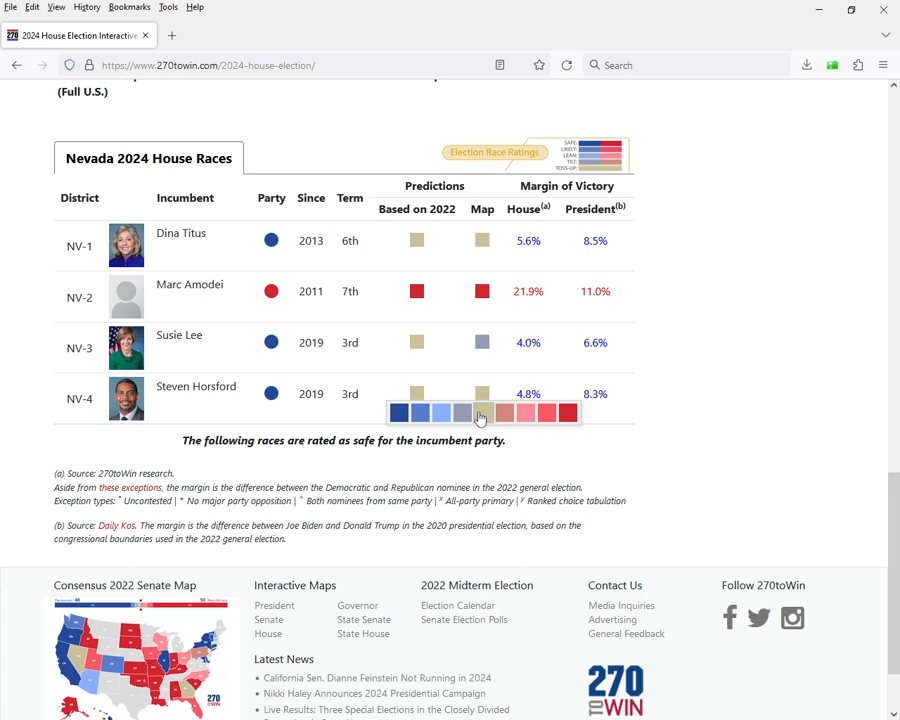 File Edit View History Bookmarks Tools Help
270 2024 House Election Interactive
https://www.270towin.com/2024-house-election/
Search
(Full U.S.)
Nevada 2024 House Races
Election Race Ratings
SAFE:
LIKELY:
LEAN:
TILT:
TOSS-UP:
Predictions Margin of Victory
District Incumbent Party Since Term Based on 2022 Map House(a) President(b)
NV-1 Dina Titus 2013 6th 5.6% 8.5%
NV-2 Marc Amodei 2011 7th 21.9% 11.0%
NV-3 Susie Lee 2019 3rd 4.0% 6.6%
NV-4 Steven Horsford 2019 3rd 4.8% 8.3%
The following races are rated as safe for the incumbent party.
(a) Source: 270toWin research.
Aside from these exceptions, the margin is the difference between the Democratic and Republican nominee in the 2022 general election.
Exception types: * Uncontested | + No major party opposition | ^ Both nominees from same party | x All-party primary | y Ranked choice tabulation
(b) Source: Daily Kos. The margin is the difference between Joe Biden and Donald Trump in the 2020 presidential election, based on the
congressional boundaries used in the 2022 general election.
Consensus 2022 Senate Map
270
TO WIN
Interactive Maps
President Governor
Senate State Senate
House State House
Latest News
• California Sen. Dianne Feinstein Not Running in 2024
• Nikki Haley Announces 2024 Presidential Campaign
• Live Results: Three Special Elections in the Closely Divided
2022 Midterm Election
Election Calendar
Senate Election Polls
Contact Us
Media Inquiries
Advertising
General Feedback
270
TO WIN
Follow 270toWin